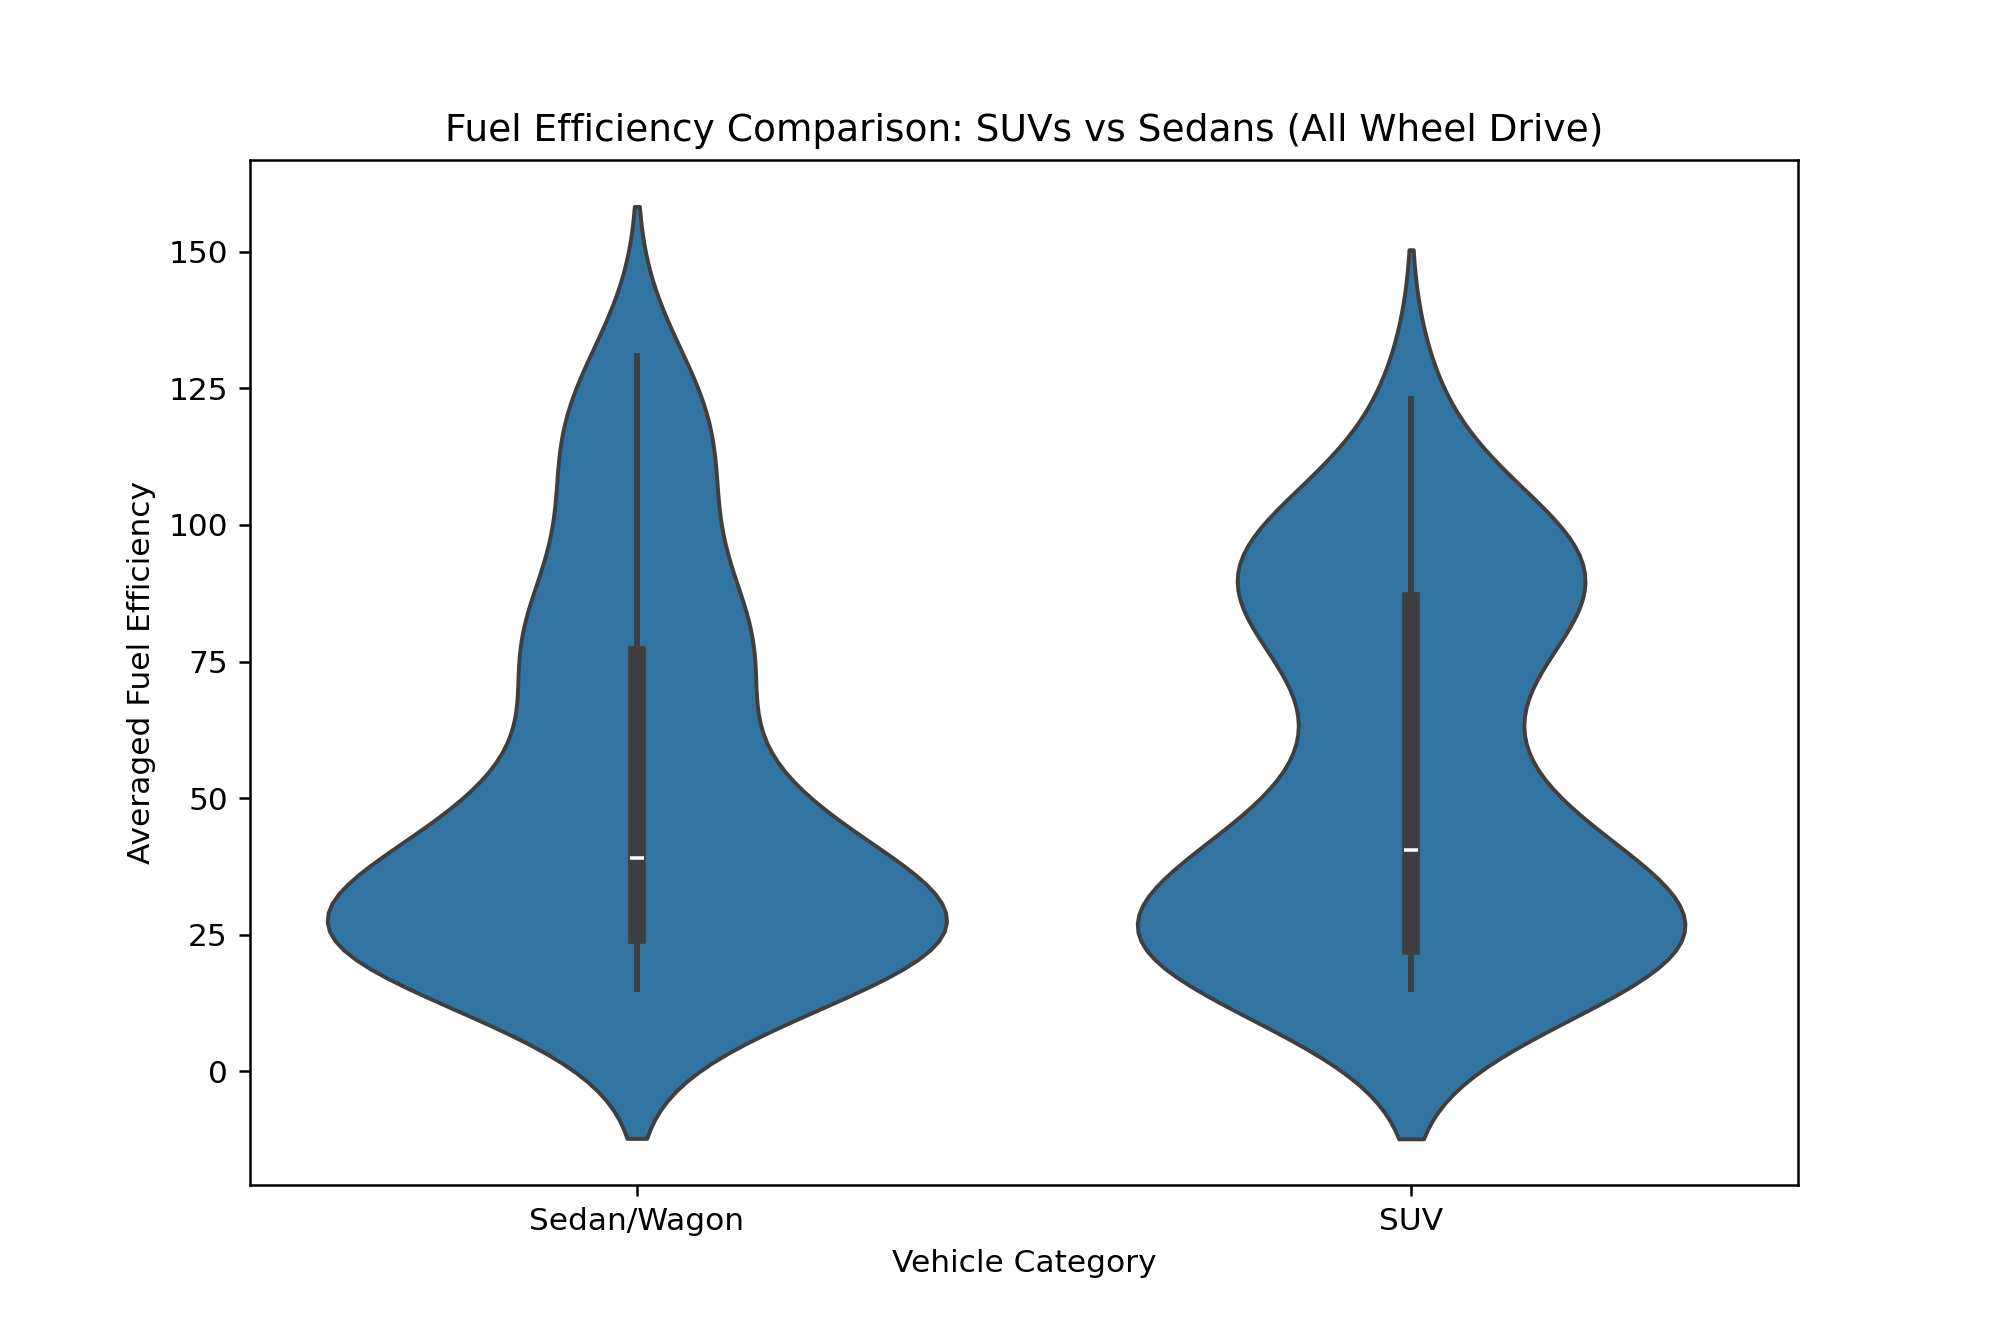 Fuel Efficiency Comparison: SUVs vs Sedans (All Wheel Drive)
Averaged Fuel Efficiency
150
125
100
75
50
25
0
Sedan/Wagon
SUV
Vehicle Category